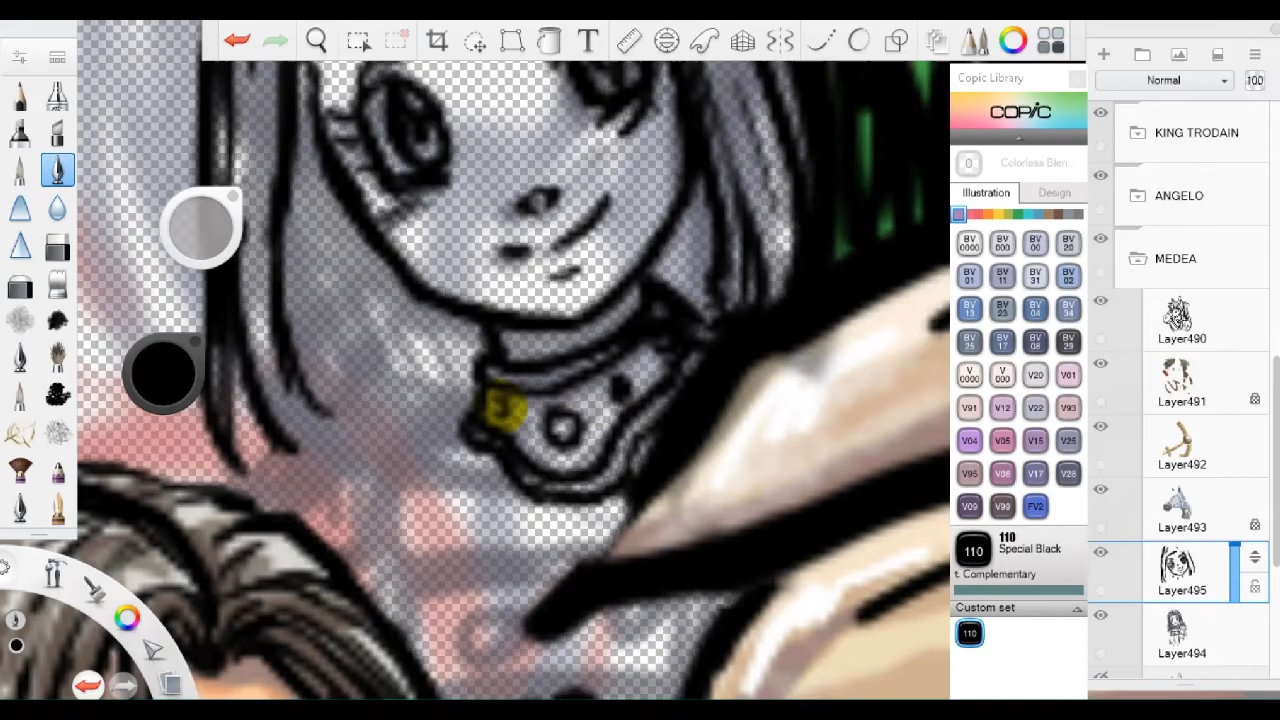 T
Copic Library
COPIC
0 Colorless Blen...
Illustration Design
BV 0000 BV 000 BV 00 BV 20
BV 01 BV 11 BV 31 BV 02
BV 13 BV 23 BV 04 BV 34
BV 25 BV 17 BV 08 BV 29
V 0000 V 000 V20 V01
V91 V12 V22 V93
V04 V05 V15 V25
V95 V06 V17 V28
V09 V99 FV2
110 110
Special Black
t. Complementary
Custom set
110
Normal 100
KING TRODAIN
ANGELO
MEDEA
Layer490
Layer491
Layer492
Layer493
Layer495
Layer494